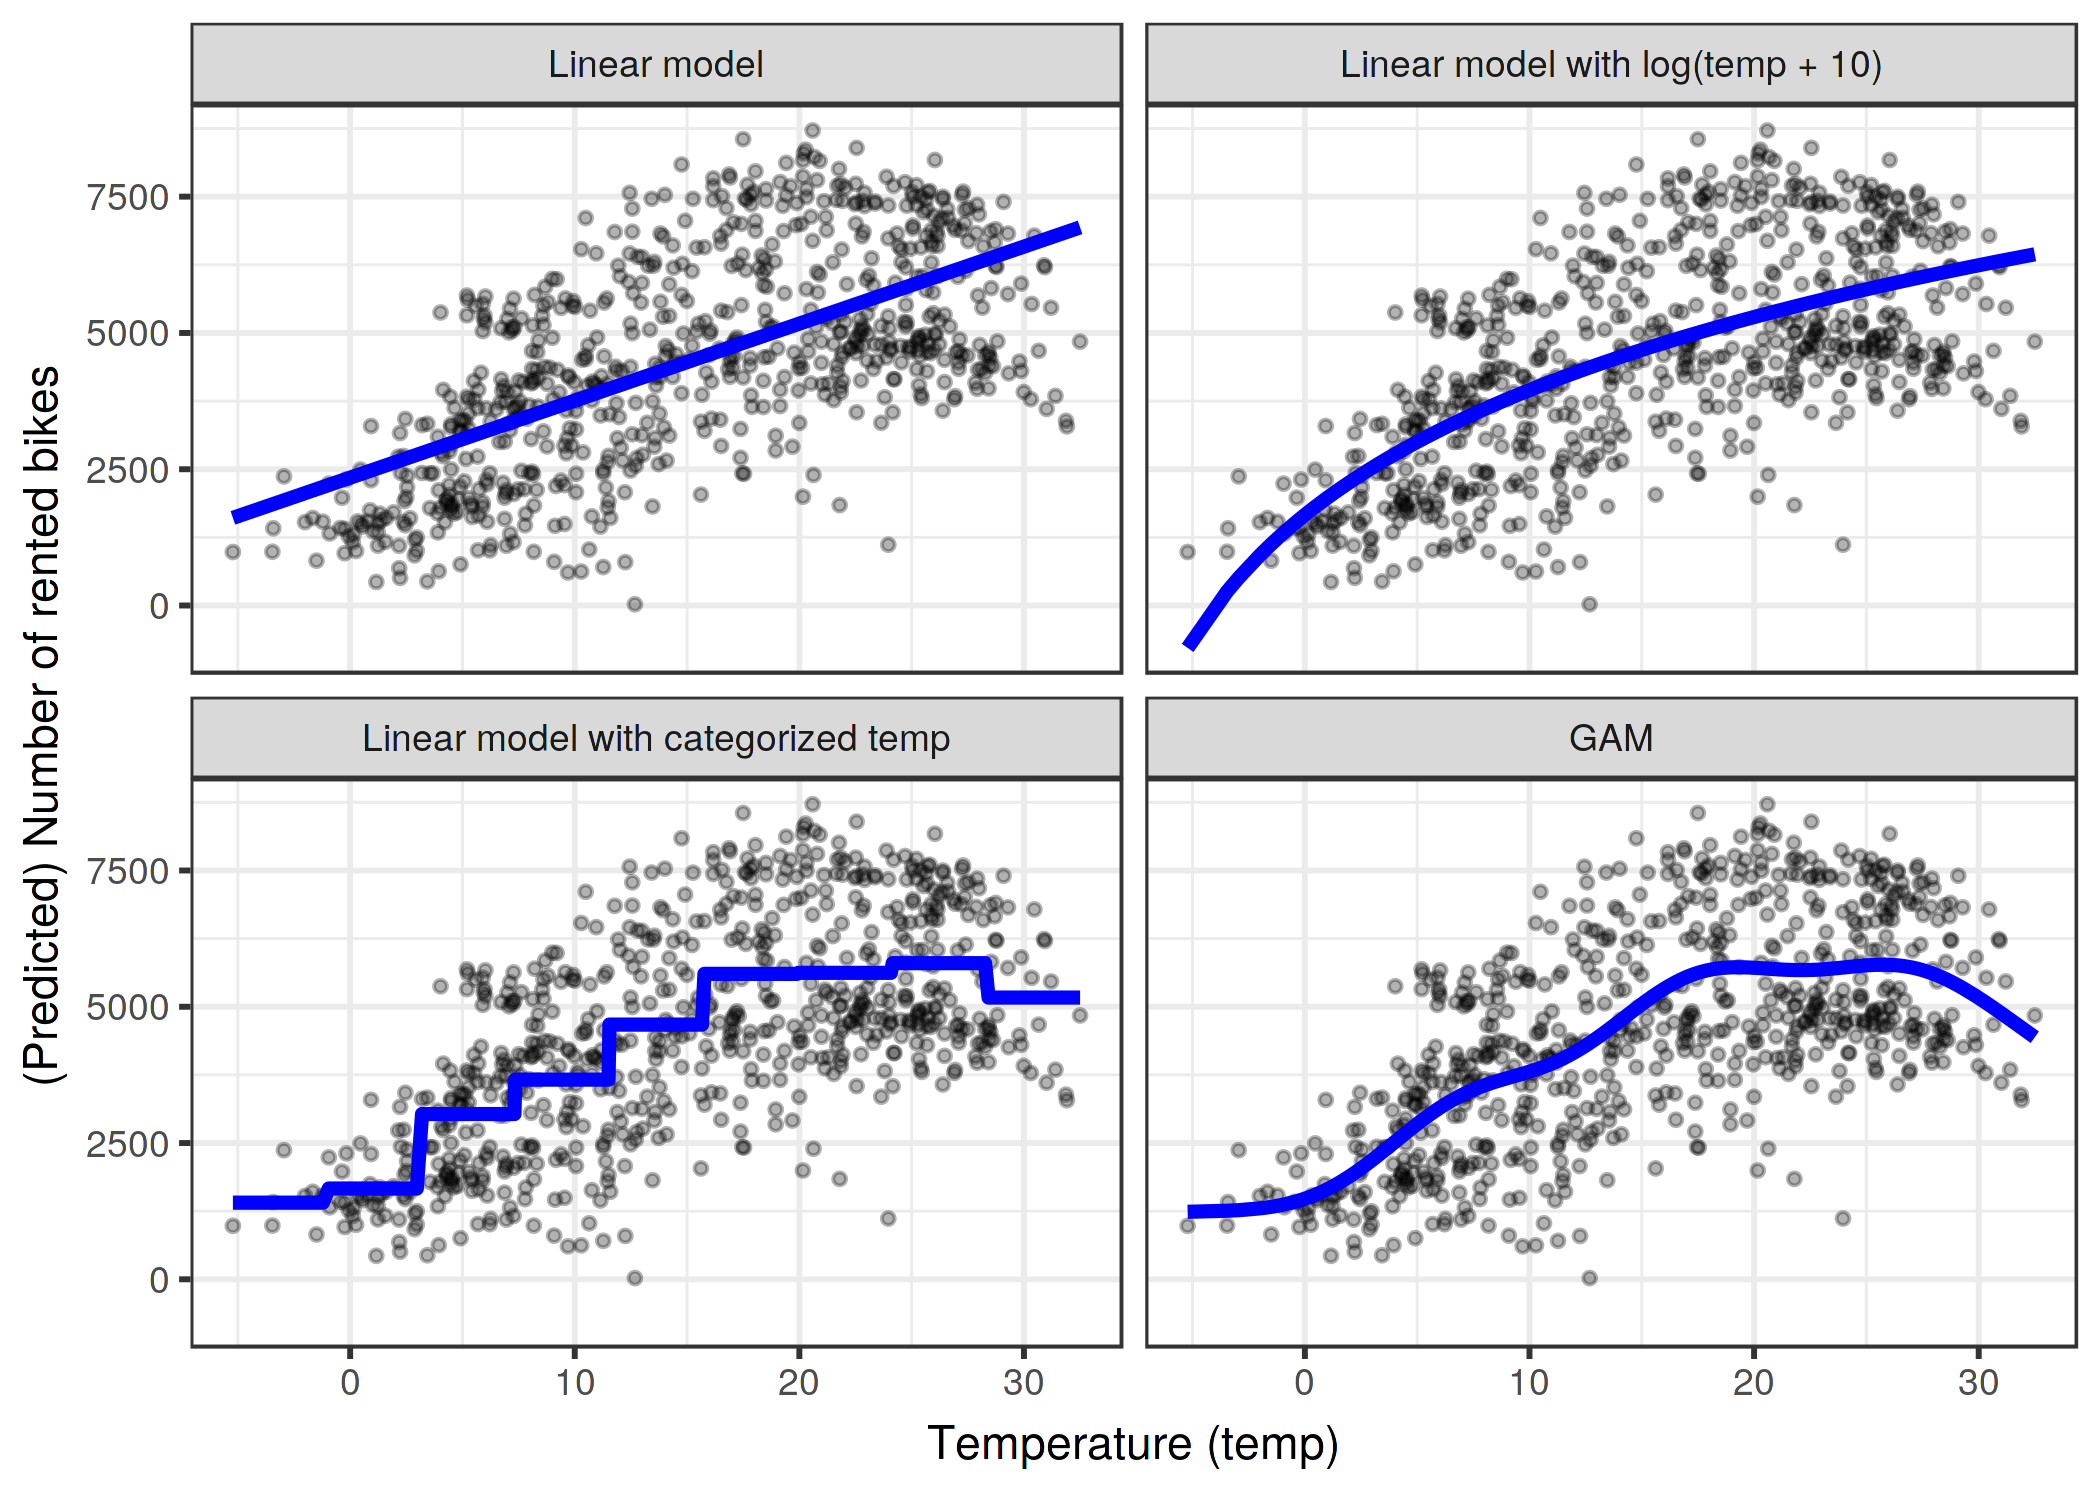 Linear model
Linear model with log(temp + 10)
7500
5000
2500
0
Linear model with categorized temp
GAM
7500
5000
2500
0
0 10 20 30
0 10 20 30
Temperature (temp)
(Predicted) Number of rented bikes